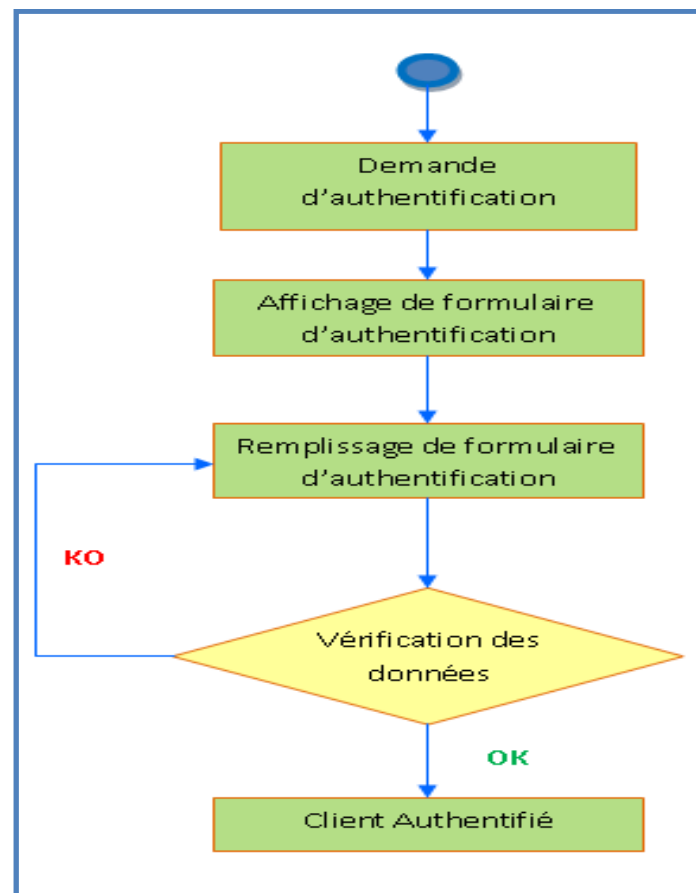 Demande
d'authentification
Affichage de formulaire
d'authentification
Remplissage de formulaire
d'authentification
KO
Vérification des
données
OK
Client Authentifié